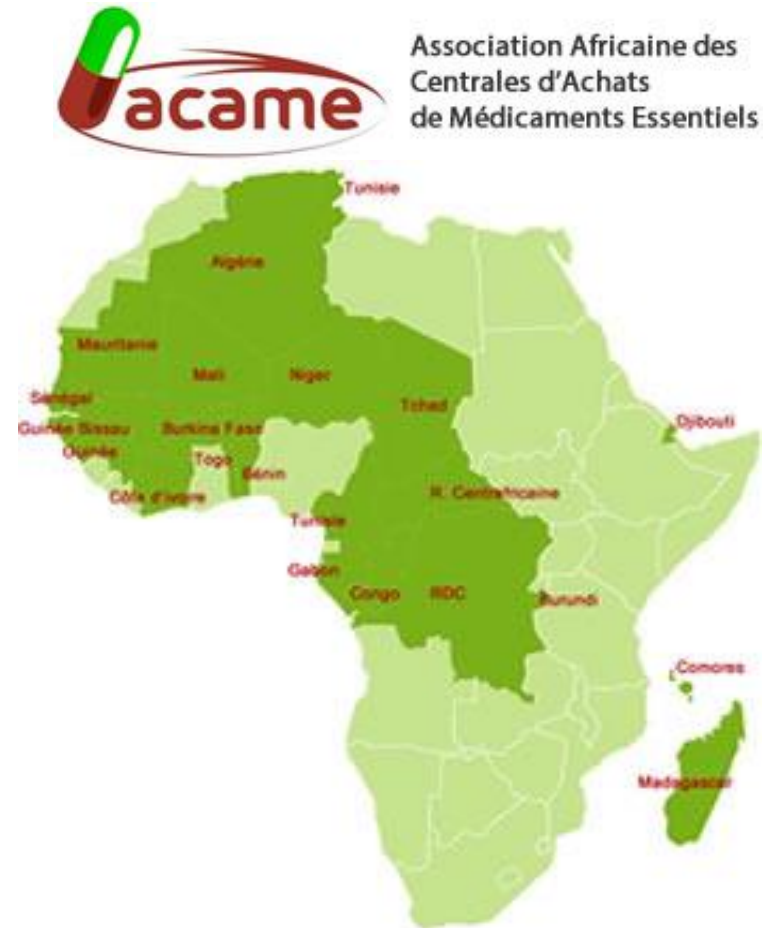 acame
Association Africaine des
Centrales d'Achats
de Médicaments Essentiels
Tunisie
Algérie
Mauritanie
Mali
Niger
Tched
Sénégal
Guinée Bissau
Burkina Faso
Djibouti
Guinée
Togo
Bénin
Côte d'ivoire
R. Centrafricaine
Tunisie
Gabon
Congo
RDC
Burundi
Comores
Madagascar